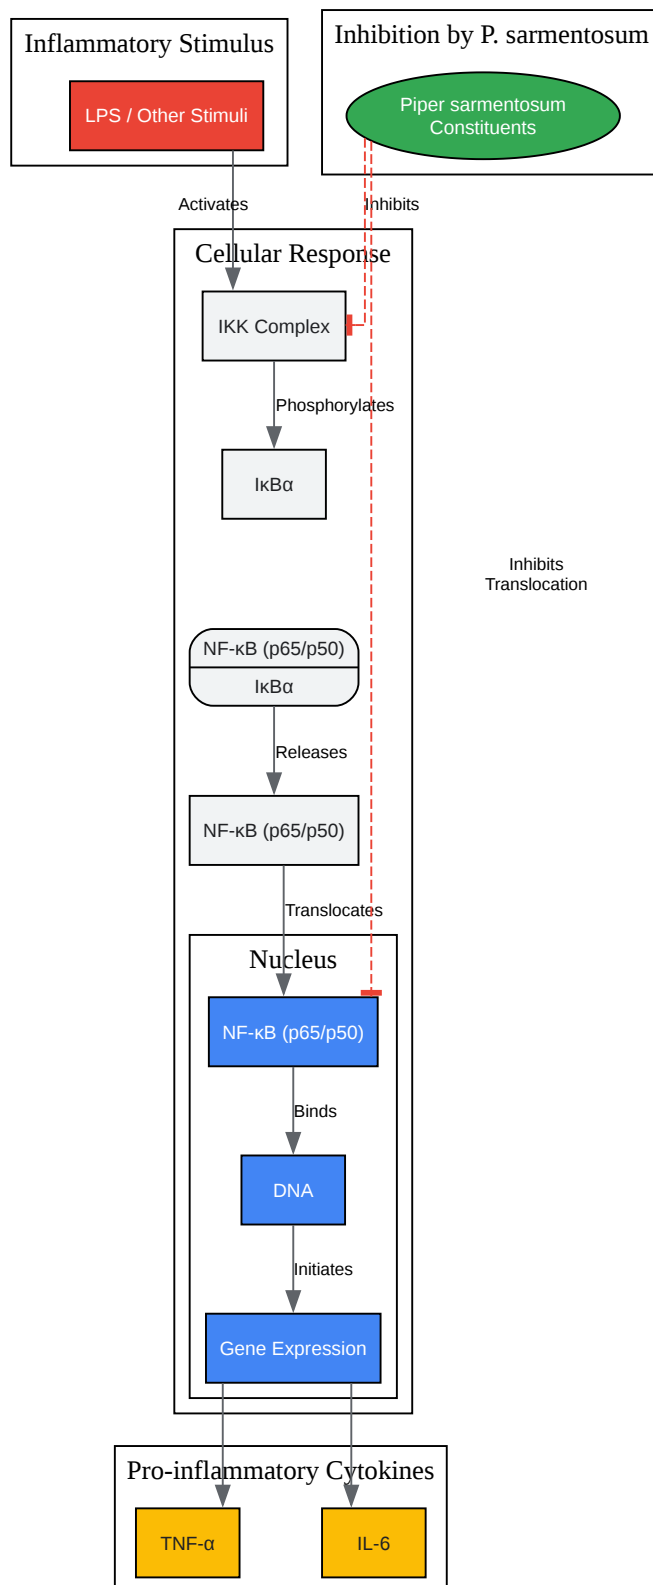 Inflammatory Stimulus
LPS / Other Stimuli
Inhibition by P. sarmentosum
Piper sarmentosum
Constituents
Activates
Inhibits
Cellular Response
IKK Complex
Phosphorylates
IκBα
Inhibits
Translocation
NF-κB (p65/p50)
IκBα
Releases
NF-κB (p65/p50)
Translocates
Nucleus
NF-κB (p65/p50)
Binds
DNA
Initiates
Gene Expression
Pro-inflammatory Cytokines
TNF-α
IL-6